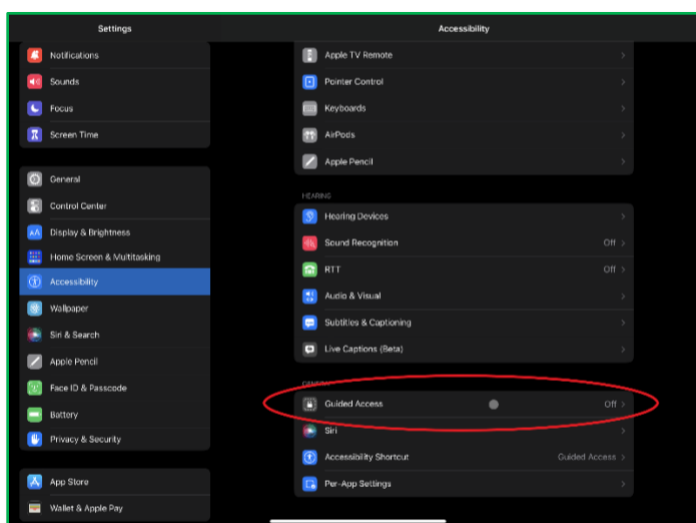 Settings
Accessibility
Notifications
Sounds
Focus
Screen Time
General
Control Center
Display & Brightness
Home Screen & Multitasking
Accessibility
Wallpaper
Siri & Search
Apple Pencil
Face ID & Passcode
Battery
Privacy & Security
App Store
Wallet & Apple Pay
Apple TV Remote
Pointer Control
Keyboards
AirPods
Apple Pencil
HEARING
Hearing Devices
Sound Recognition Off
RTT Off
Audio & Visual
Subtitles & Captioning
Live Captions (Beta)
GENERAL
Guided Access Off
Siri
Accessibility Shortcut Guided Access
Per-App Settings